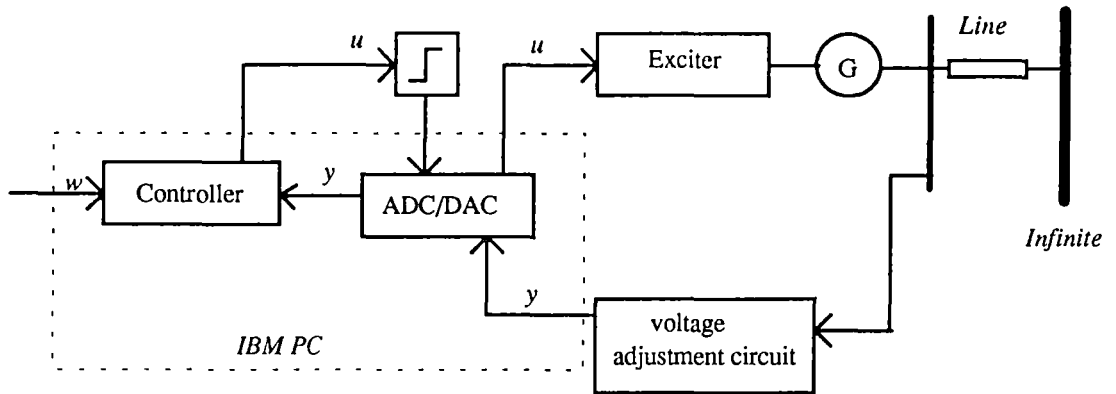 u
u
Exciter
G
Line
w
Controller
y
ADC/DAC
Infinite
y
voltage
adjustment circuit
IBM PC